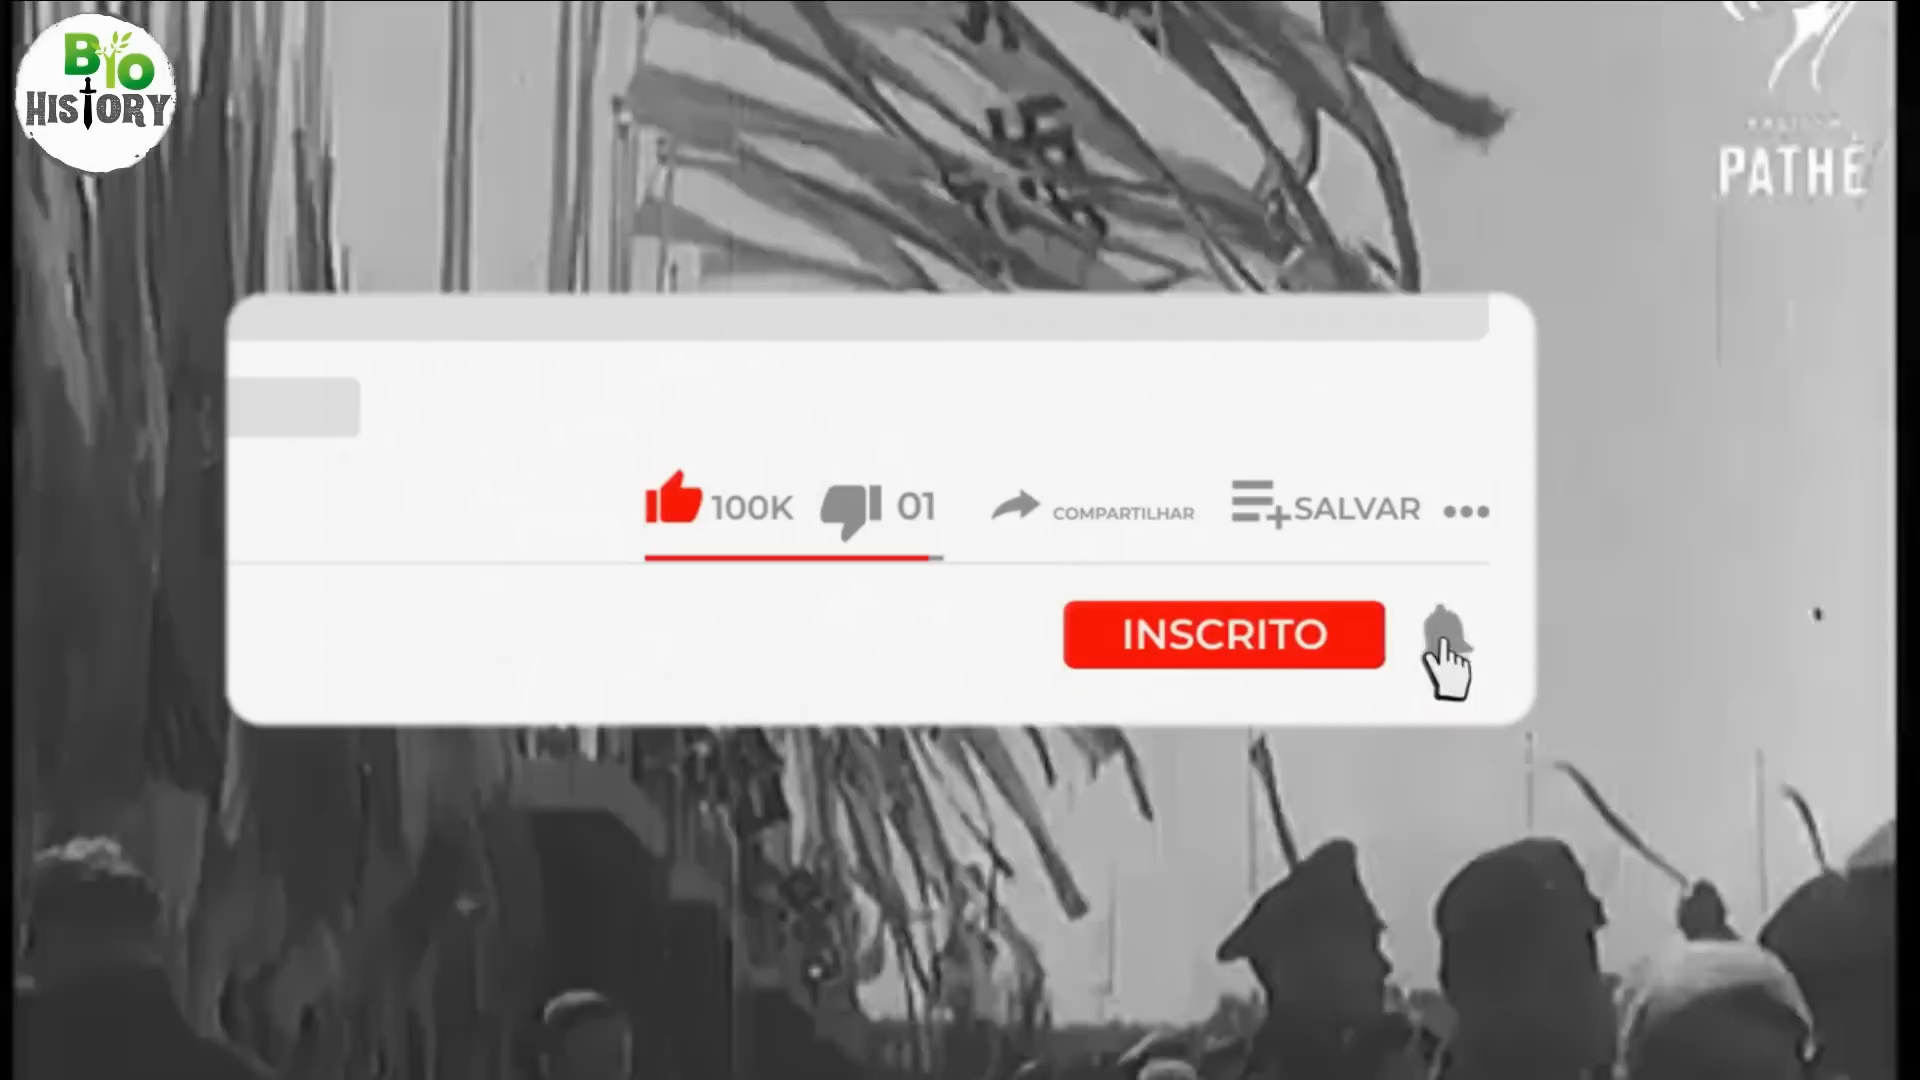 BIO
HISTORY
PATHÉ
100K 01 COMPARTILHAR SALVAR
INSCRITO